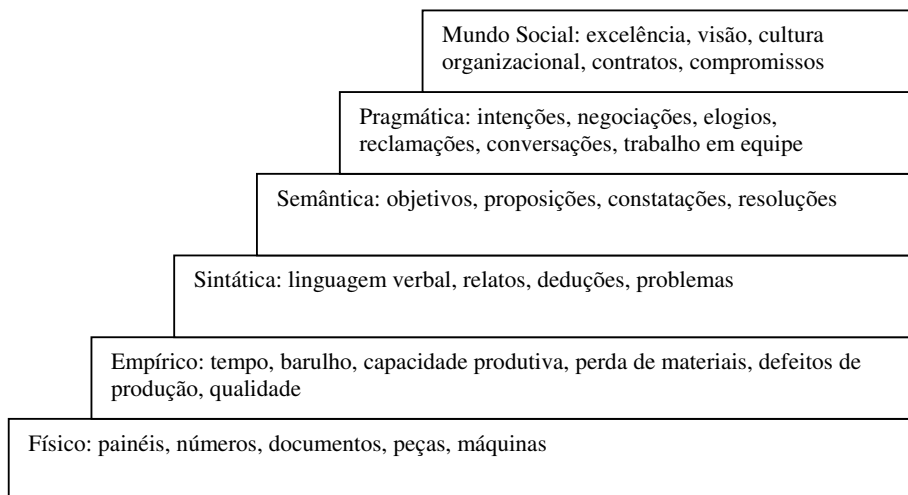 Mundo Social: excelência, visão, cultura
organizacional, contratos, compromissos
Pragmática: intenções, negociações, elogios,
reclamações, conversações, trabalho em equipe
Semântica: objetivos, proposições, constatações, resoluções
Sintática: linguagem verbal, relatos, deduções, problemas
Empírico: tempo, barulho, capacidade produtiva, perda de materiais, defeitos de
produção, qualidade
Físico: painéis, números, documentos, peças, máquinas